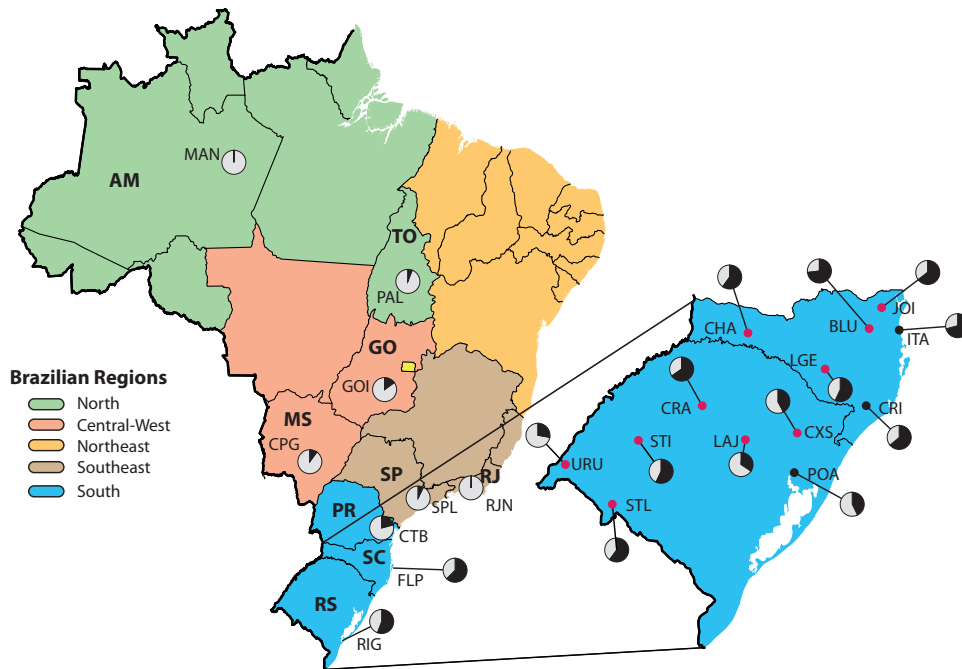 MAN
AM
TO
PAL
GO
GOI
MS
CPG
SP
RJ
SPL
RJN
PR
CTB
SC
FLP
RS
RIG
Brazilian Regions
North
Central-West
Northeast
Southeast
South
CHA
BLU
JOI
ITA
LGE
CRA
CRI
CXS
STI
LAJ
URU
POA
STL